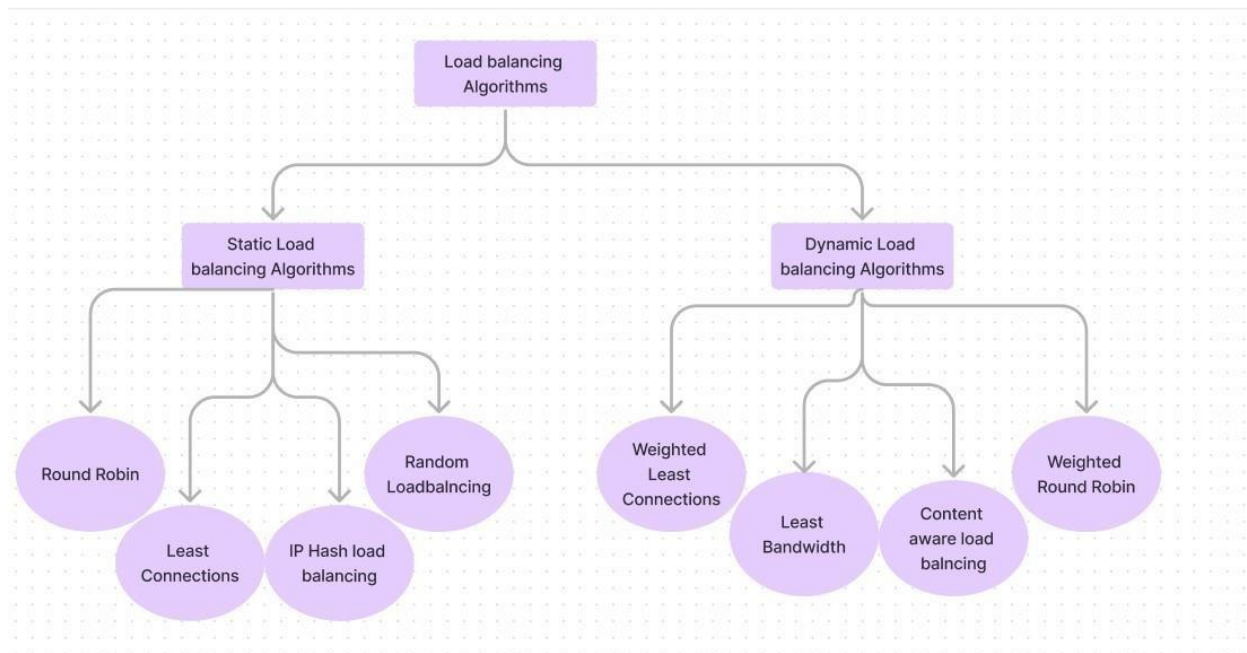 Load balancing
Algorithms
Static Load
balancing Algorithms
Dynamic Load
balancing Algorithms
Round Robin
Least
Connections
IP Hash load
balancing
Random
Loadbalncing
Weighted
Least
Connections
Least
Bandwidth
Content
aware load
balncing
Weighted
Round Robin